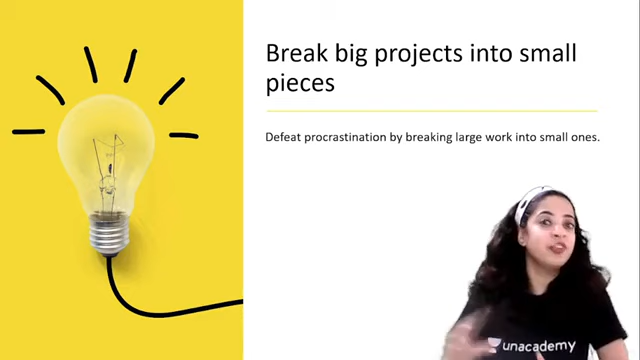 Break big projects into small
pieces
Defeat procrastination by breaking large work into small ones.
unacademy